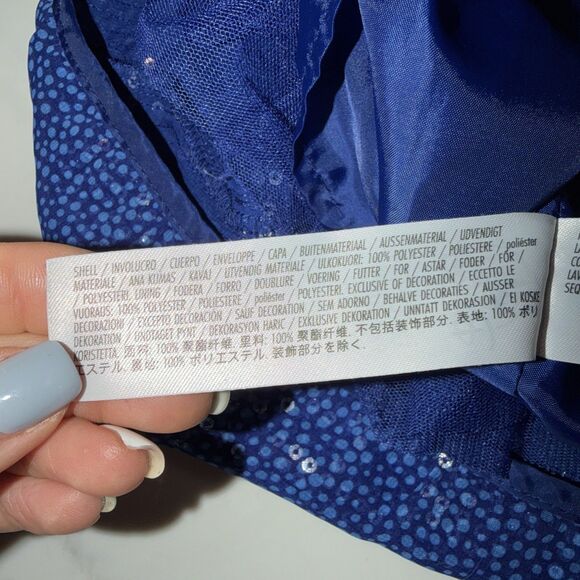 SHELL / INVOLUCRO / CUERPO / ENVELOPPE / CAPA / BUITENMATERIAAL / AUSSENMATERIAL / UDVENDIGT
MATERIALE / ANA KUMAS / KAVAJ / UTVENDIG MATERIALE / ULKOKUORI: 100% POLYESTER / POLIESTERE / poliéster
/ POLYESTERI. LINING / FODERA / FORRO / DOUBLURE / VOERING / FUTTER / FOR / ASTAR / FODER / FÔR /
VUORAUS: 100% POLYESTER / POLIESTERE / poliéster / POLYESTERI. EXCLUSIVE OF DECORATION / ECCETTO LE
DECORAZIONI / EXCEPTO DECORACION / SAUF DECORATION / SEM ADORNO / BEHALVE DECORATIES / AUSSER
DEKORATION / UNDTAGET PYNT / DEKORASYON HARIC / EXKLUSIVE DEKORATION / UNNTATT DEKORASJON / EI KOSKE
KORISTETTA. 面料: 100% 聚酯纤维. 里料: 100% 聚酯纤维. 不包括装饰部分. 表地: 100% ポリ
エステル. 裏地: 100% ポリエステル. 装飾部分を除く.